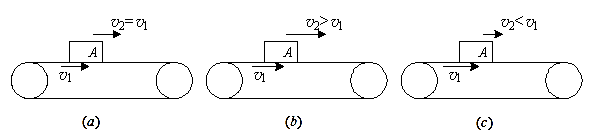 v₂= v₁ v₂> v₁ v₂< v₁
A A A
v₁ v₁ v₁
(a) (b) (c)